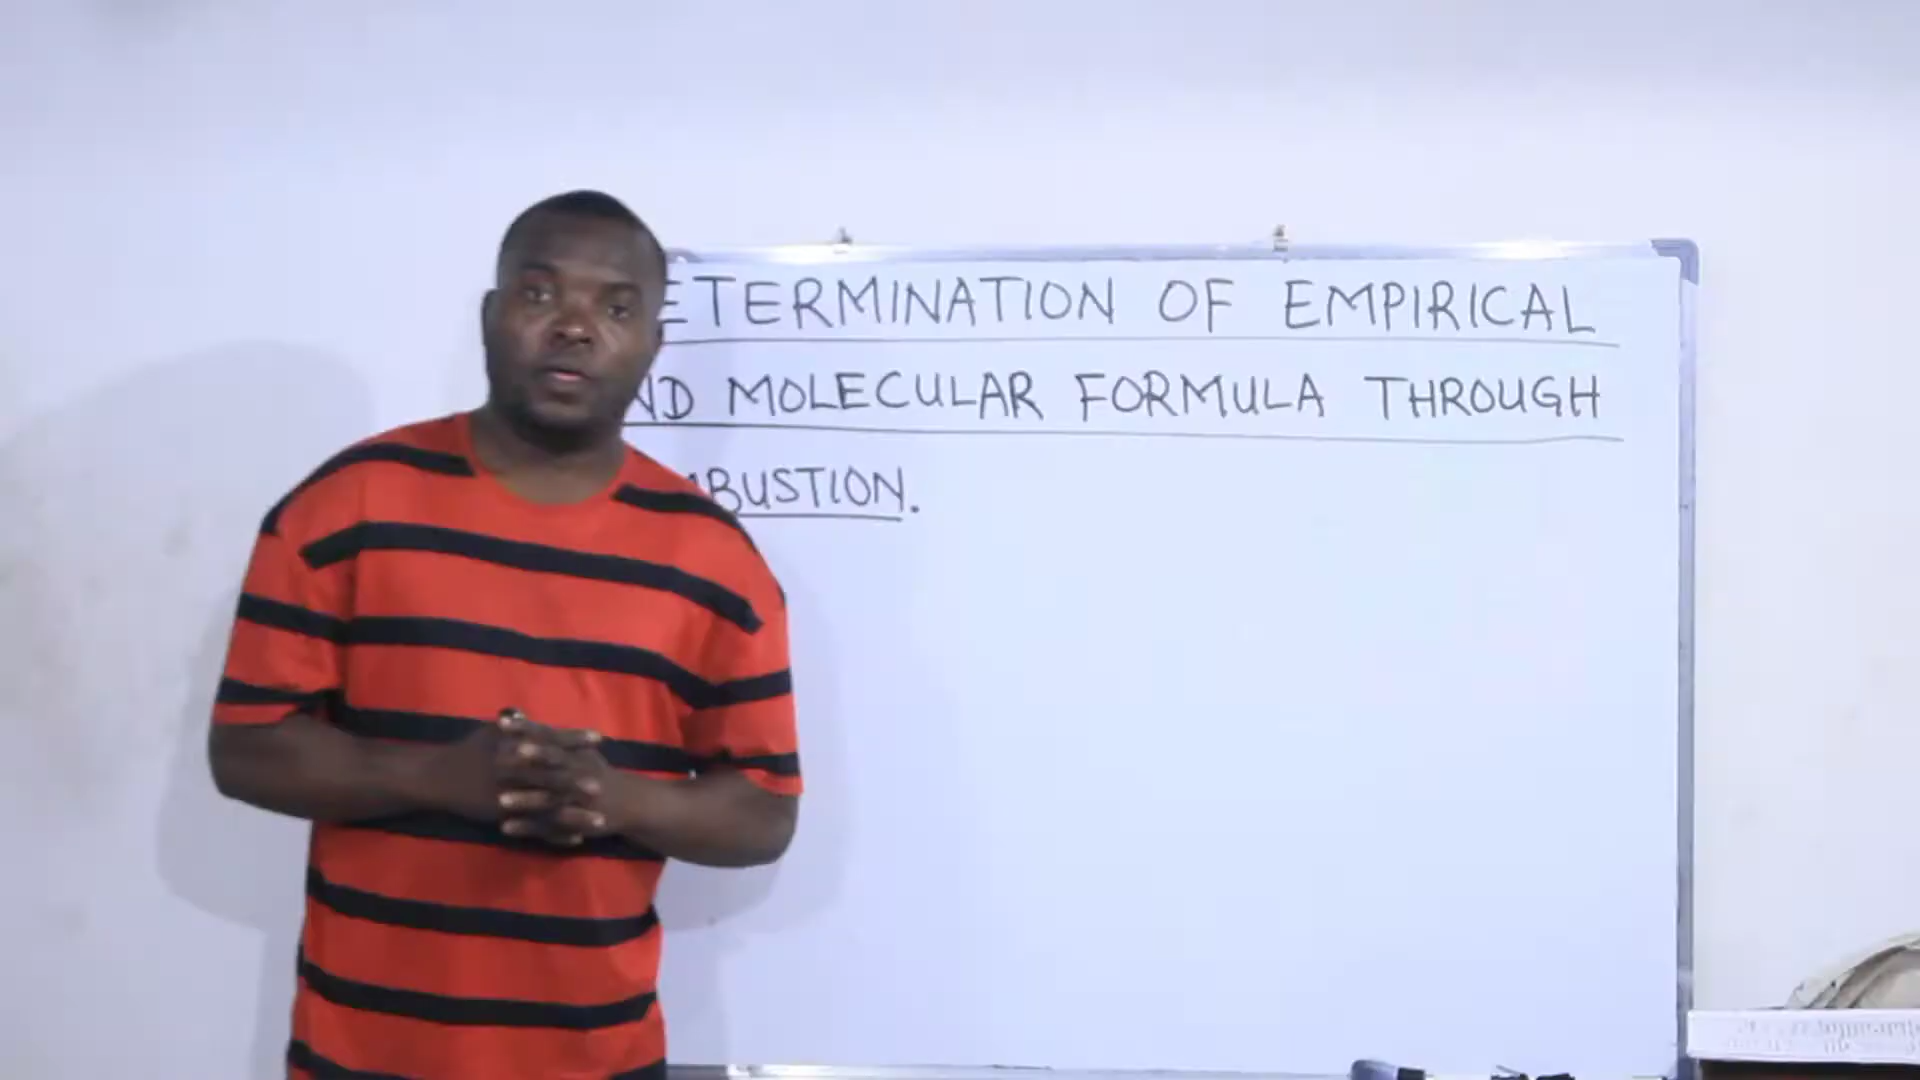 ETERMINATION OF EMPIRICAL
ND MOLECULAR FORMULA THROUGH
BUSTION.